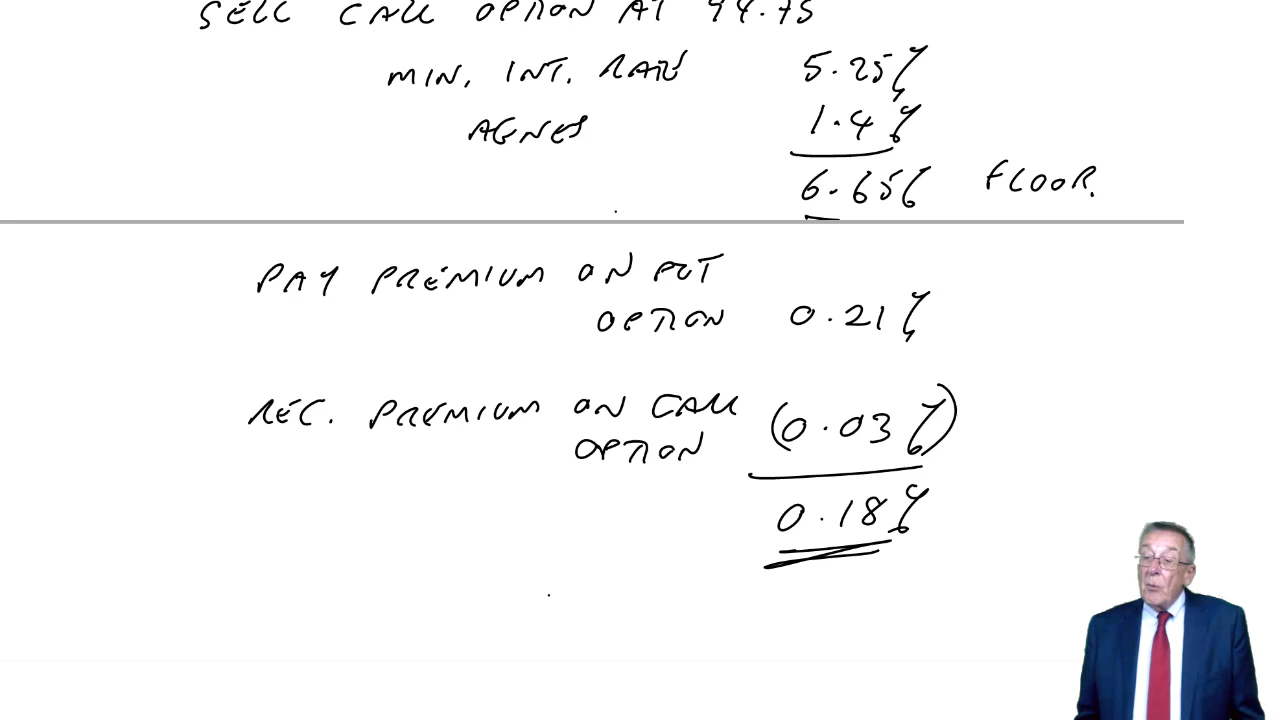 SELL CALL OPTION AT 94.75
MIN. INT. RATE 5.25%
AGNES 1.4%
6.65% FLOOR.
PAY PREMIUM ON PUT
OPTION 0.21%
REC. PREMIUM ON CALL
OPTION (0.03%)
0.18%